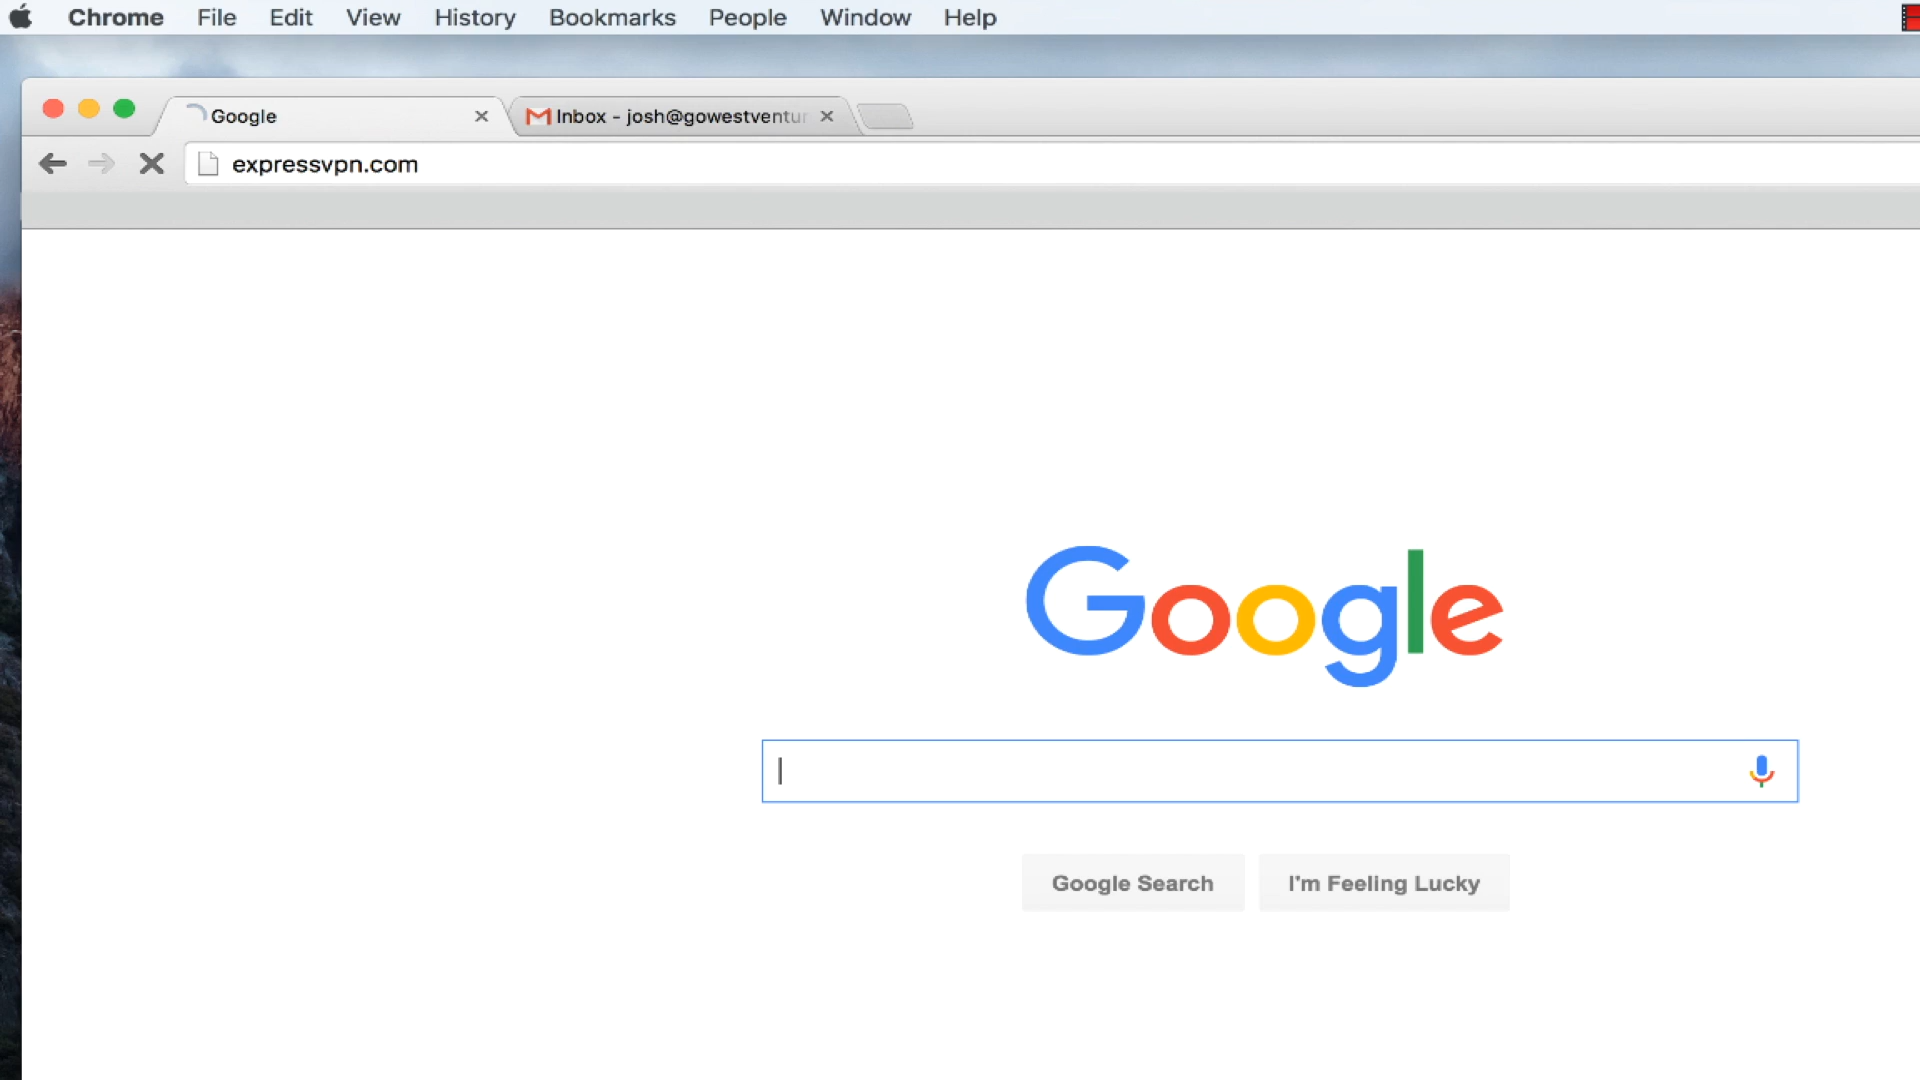 Chrome File Edit View History Bookmarks People Window Help
Google
Inbox - josh@gowestventur
expressvpn.com
Google
Google Search
I'm Feeling Lucky